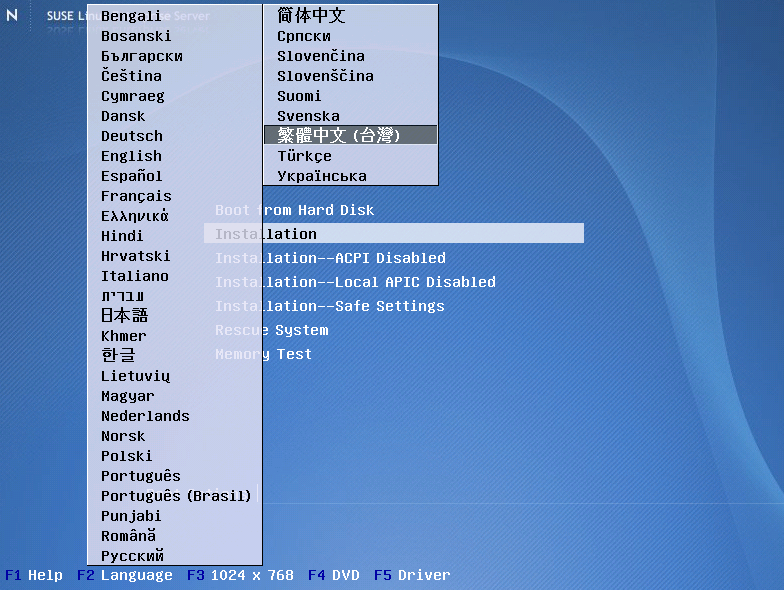 N
SUSE Linux Enterprise Server
Bengali
Bosanski
Български
Čeština
Cymraeg
Dansk
Deutsch
English
Español
Français
Ελληνικά
Hindi
Hrvatski
Italiano
עברית
日本語
Khmer
한글
Lietuvių
Magyar
Nederlands
Norsk
Polski
Português
Português (Brasil)
Punjabi
Română
Русский
简体中文
Српски
Slovenčina
Slovenščina
Suomi
Svenska
繁體中文 (台灣)
Türkçe
Українська
Boot from Hard Disk
Installation
Installation--ACPI Disabled
Installation--Local APIC Disabled
Installation--Safe Settings
Rescue System
Memory Test
F1 Help F2 Language F3 1024 x 768 F4 DVD F5 Driver